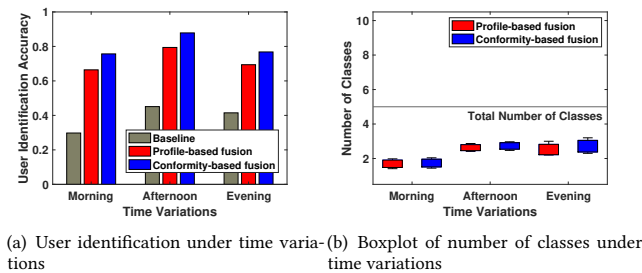 1
0.8
0.6
0.4
0.2
0
User Identification Accuracy
Baseline
Profile-based fusion
Conformity-based fusion
Morning Afternoon Evening
Time Variations
10
8
6
4
2
Number of Classes
Profile-based fusion
Conformity-based fusion
Total Number of Classes
Morning Afternoon Evening
Time Variations
(a) User identification under time varia-
tions
(b) Boxplot of number of classes under
time variations